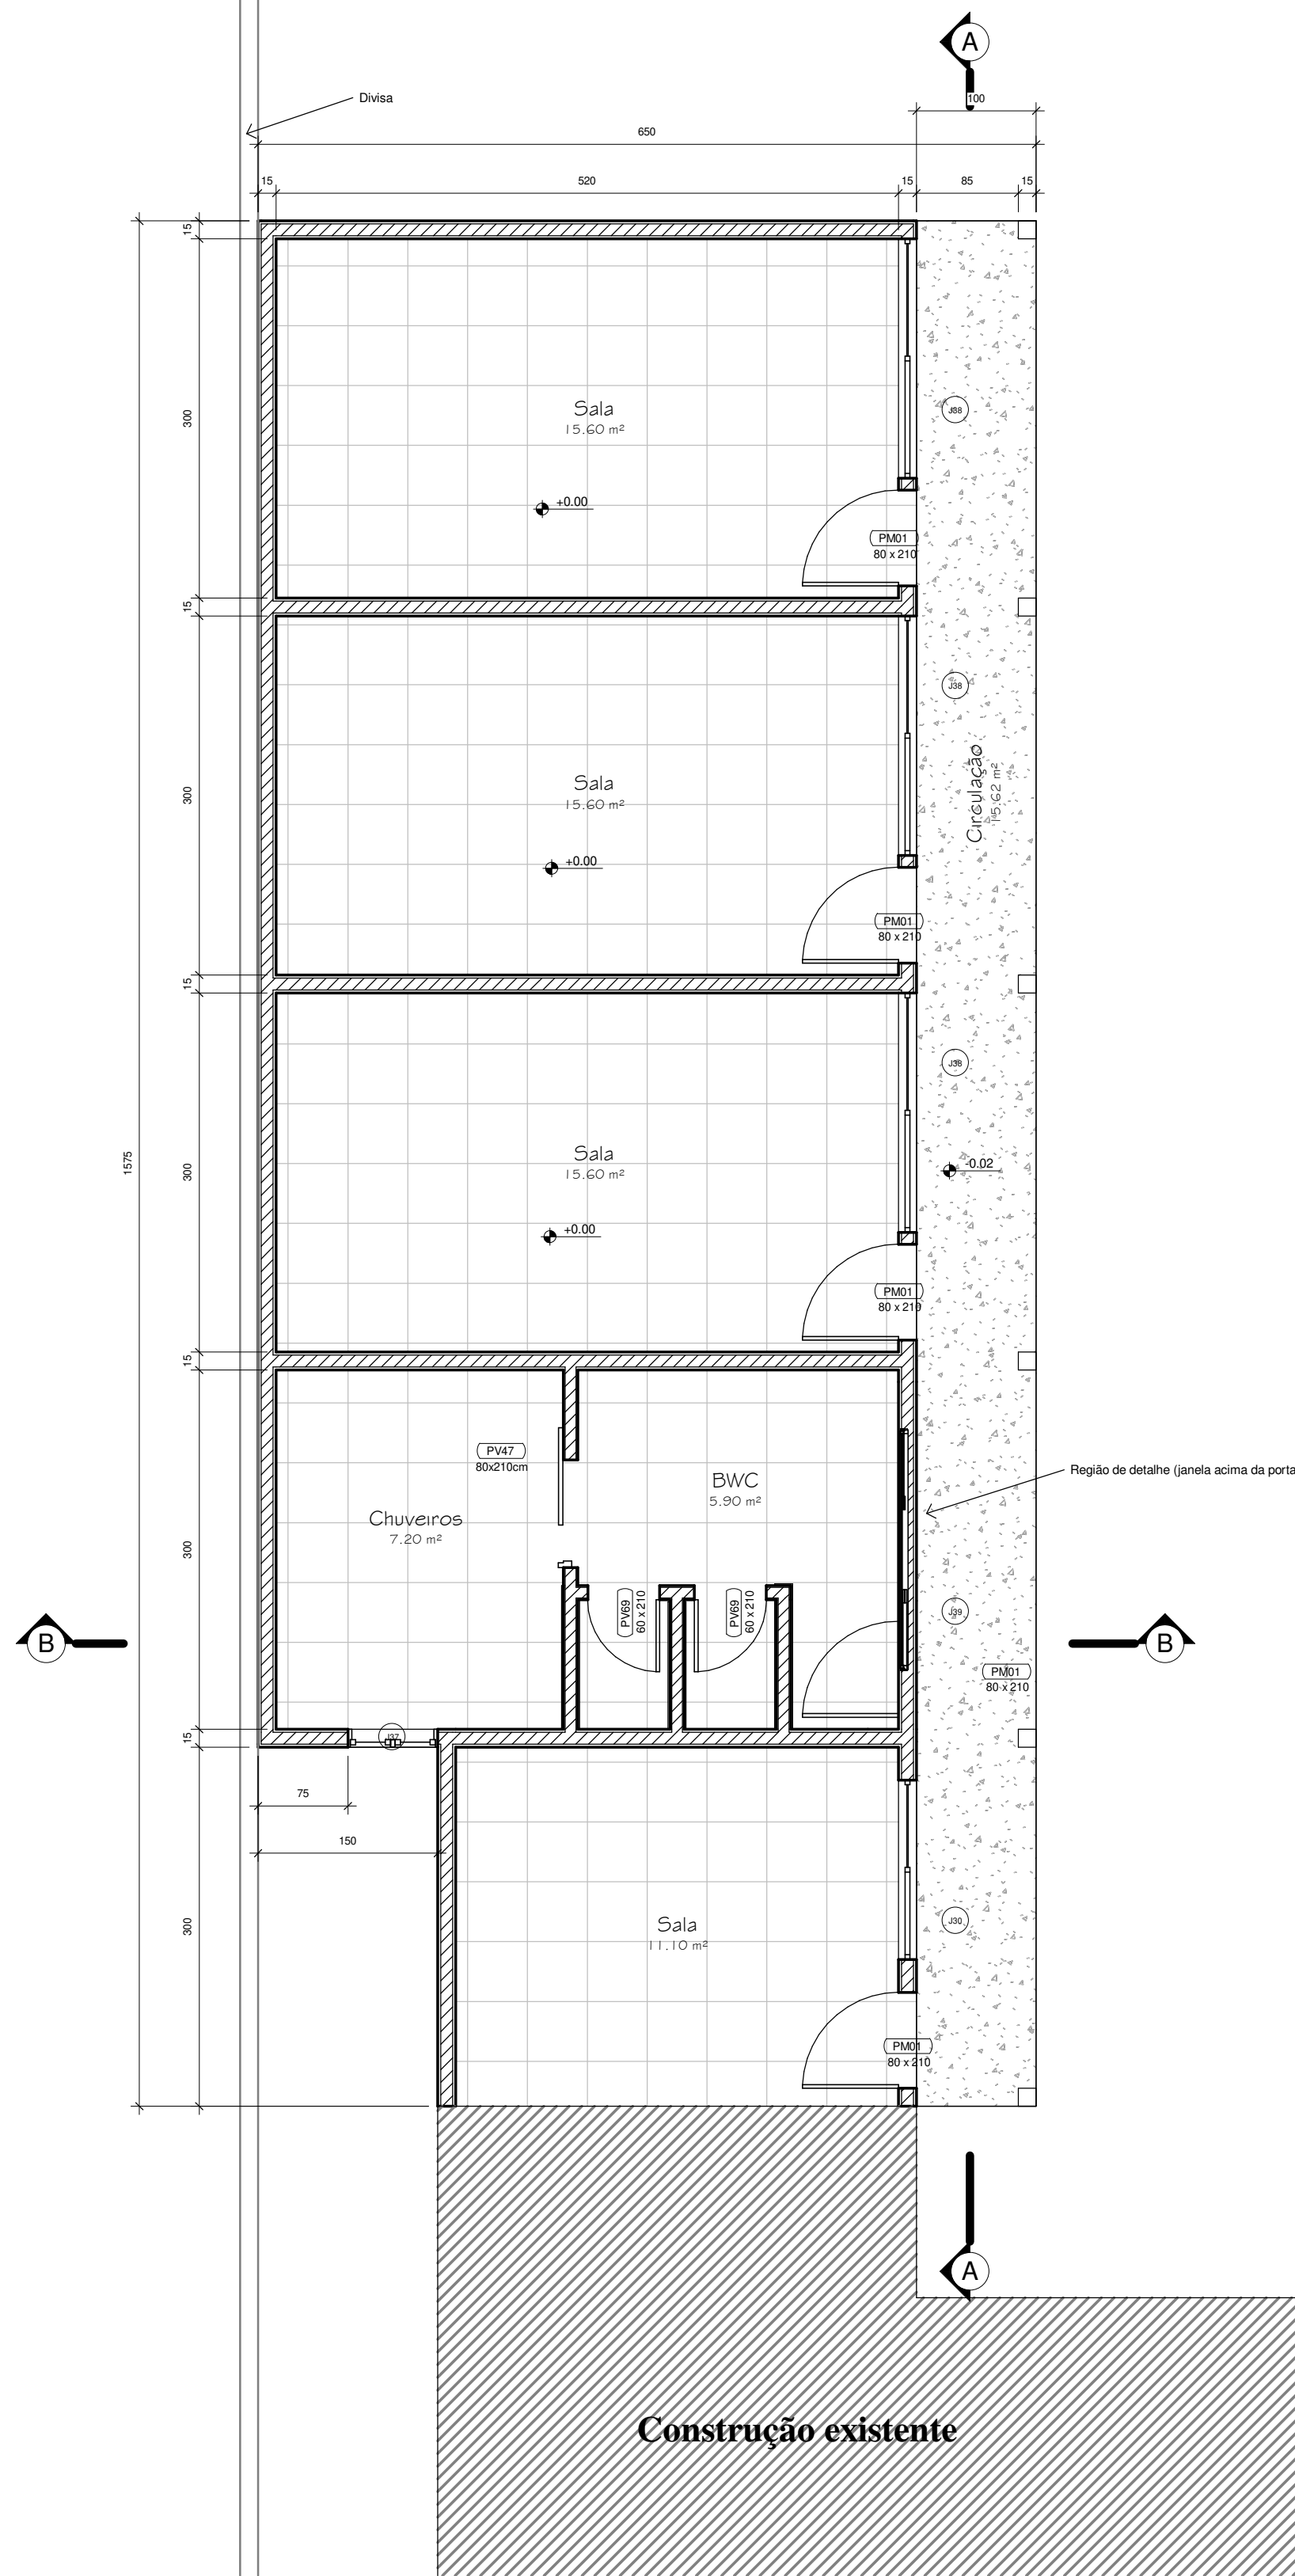 A
Divisa
100
650
15
520
15
85
15
15
300
Sala
15.60 m²
J38
+0.00
PM01
80 x 210
15
J38
Sala
15.60 m²
300
Circulação
15.62 m²
+0.00
PM01
80 x 210
15
J38
1575
300
Sala
15.60 m²
-0.02
+0.00
PM01
80 x 210
15
PV47
80x210cm
Região de detalhe (janela acima da porta
BWC
5.90 m²
Chuveiros
7.20 m²
300
PV69
60 x 210
PV69
60 x 210
J39
B
B
PM01
80 x 210
15
J37
75
150
300
Sala
11.10 m²
J30
PM01
80 x 210
A
Construção existente